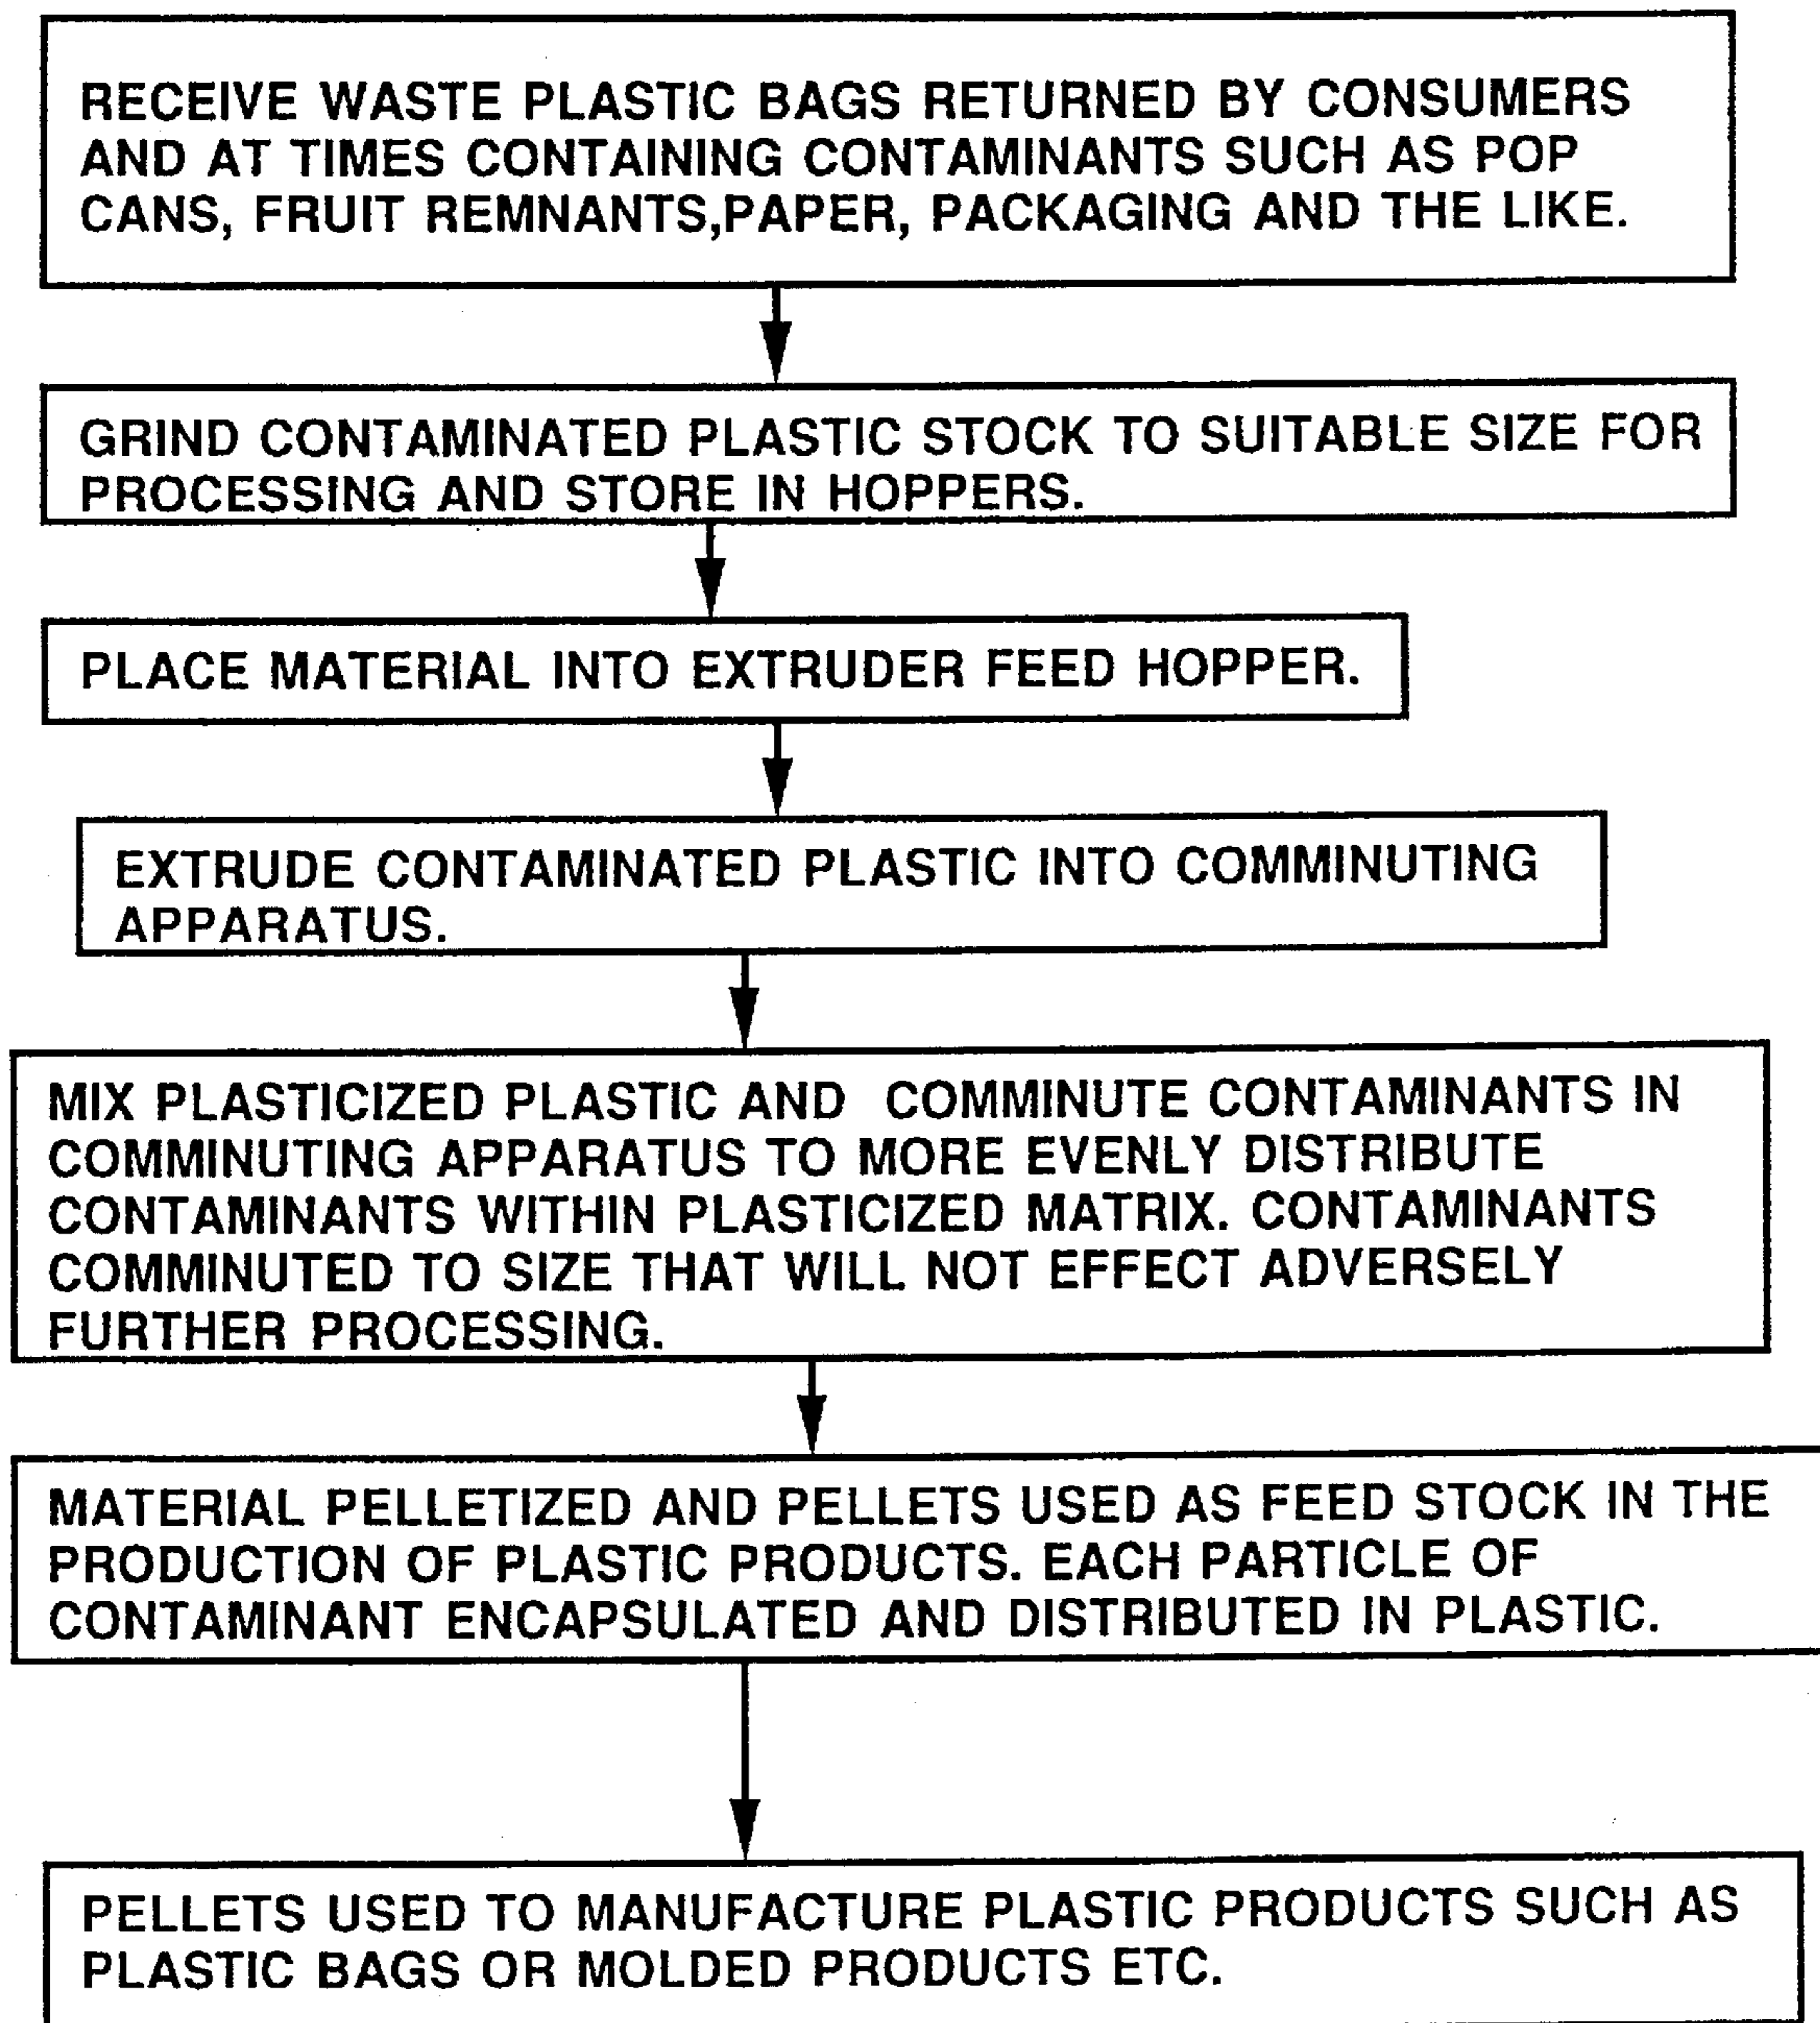 RECEIVE WASTE PLASTIC BAGS RETURNED BY CONSUMERS
AND AT TIMES CONTAINING CONTAMINANTS SUCH AS POP
CANS, FRUIT REMNANTS,PAPER, PACKAGING AND THE LIKE.
GRIND CONTAMINATED PLASTIC STOCK TO SUITABLE SIZE FOR
PROCESSING AND STORE IN HOPPERS.
PLACE MATERIAL INTO EXTRUDER FEED HOPPER.
EXTRUDE CONTAMINATED PLASTIC INTO COMMINUTING
APPARATUS.
MIX PLASTICIZED PLASTIC AND COMMINUTE CONTAMINANTS IN
COMMINUTING APPARATUS TO MORE EVENLY DISTRIBUTE
CONTAMINANTS WITHIN PLASTICIZED MATRIX. CONTAMINANTS
COMMINUTED TO SIZE THAT WILL NOT EFFECT ADVERSELY
FURTHER PROCESSING.
MATERIAL PELLETIZED AND PELLETS USED AS FEED STOCK IN THE
PRODUCTION OF PLASTIC PRODUCTS. EACH PARTICLE OF
CONTAMINANT ENCAPSULATED AND DISTRIBUTED IN PLASTIC.
PELLETS USED TO MANUFACTURE PLASTIC PRODUCTS SUCH AS
PLASTIC BAGS OR MOLDED PRODUCTS ETC.